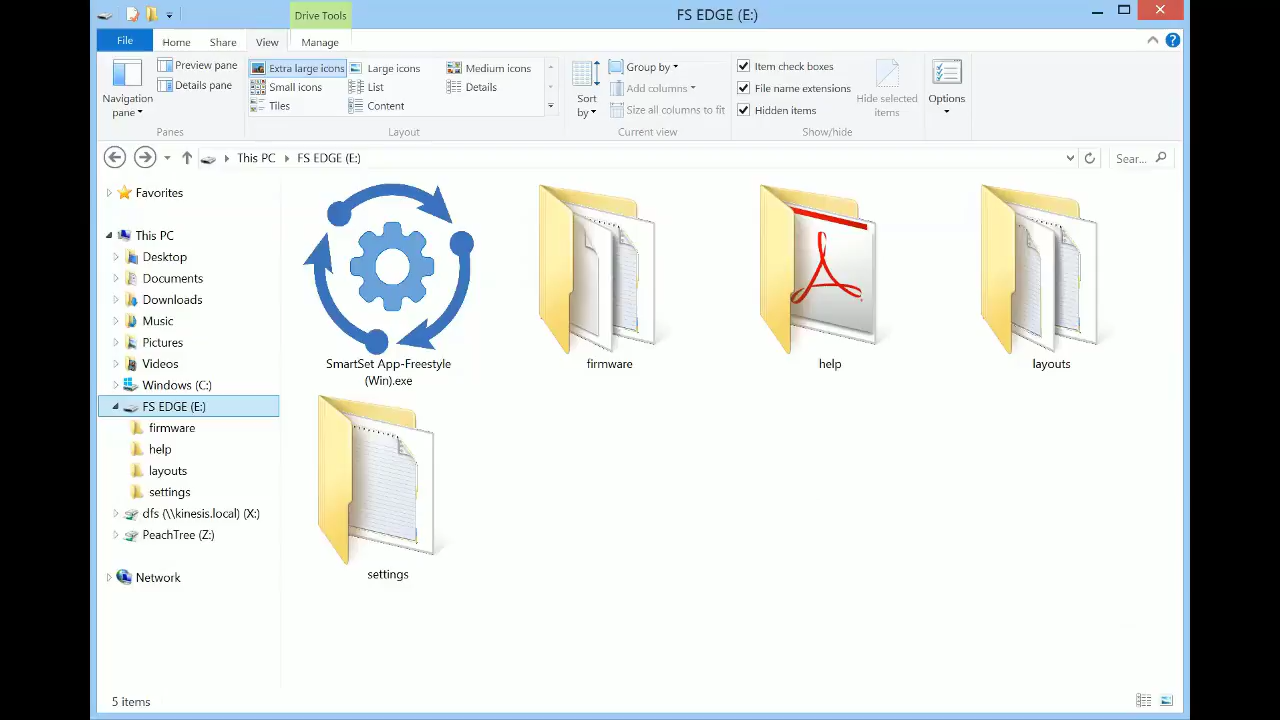 Drive Tools
FS EDGE (E:)
File
Home
Share
View
Manage
Navigation pane
Preview pane
Details pane
Panes
Extra large icons
Large icons
Medium icons
Small icons
List
Details
Tiles
Content
Layout
Sort by
Group by
Add columns
Size all columns to fit
Current view
Item check boxes
File name extensions
Hidden items
Hide selected items
Show/hide
Options
This PC
FS EDGE (E:)
Sear...
Favorites
This PC
Desktop
Documents
Downloads
Music
Pictures
Videos
Windows (C:)
FS EDGE (E:)
firmware
help
layouts
settings
dfs (\\kinesis.local) (X:)
PeachTree (Z:)
Network
SmartSet App-Freestyle
(Win).exe
firmware
help
layouts
settings
5 items